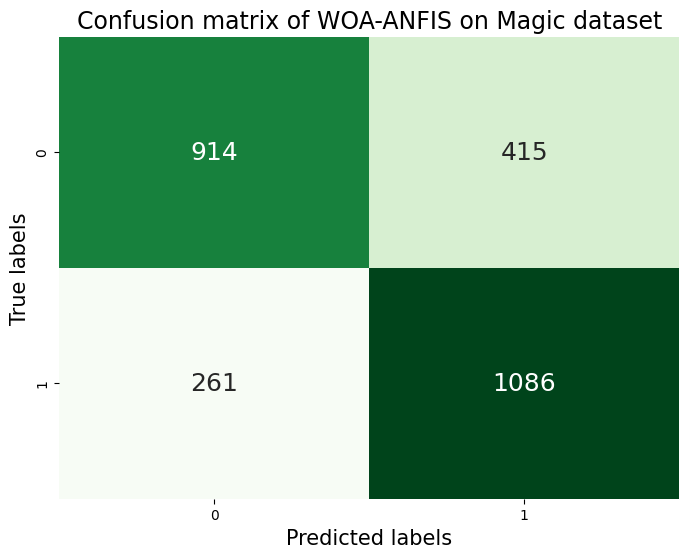 Confusion matrix of WOA-ANFIS on Magic dataset
True labels
0
914
415
1
261
1086
0
1
Predicted labels